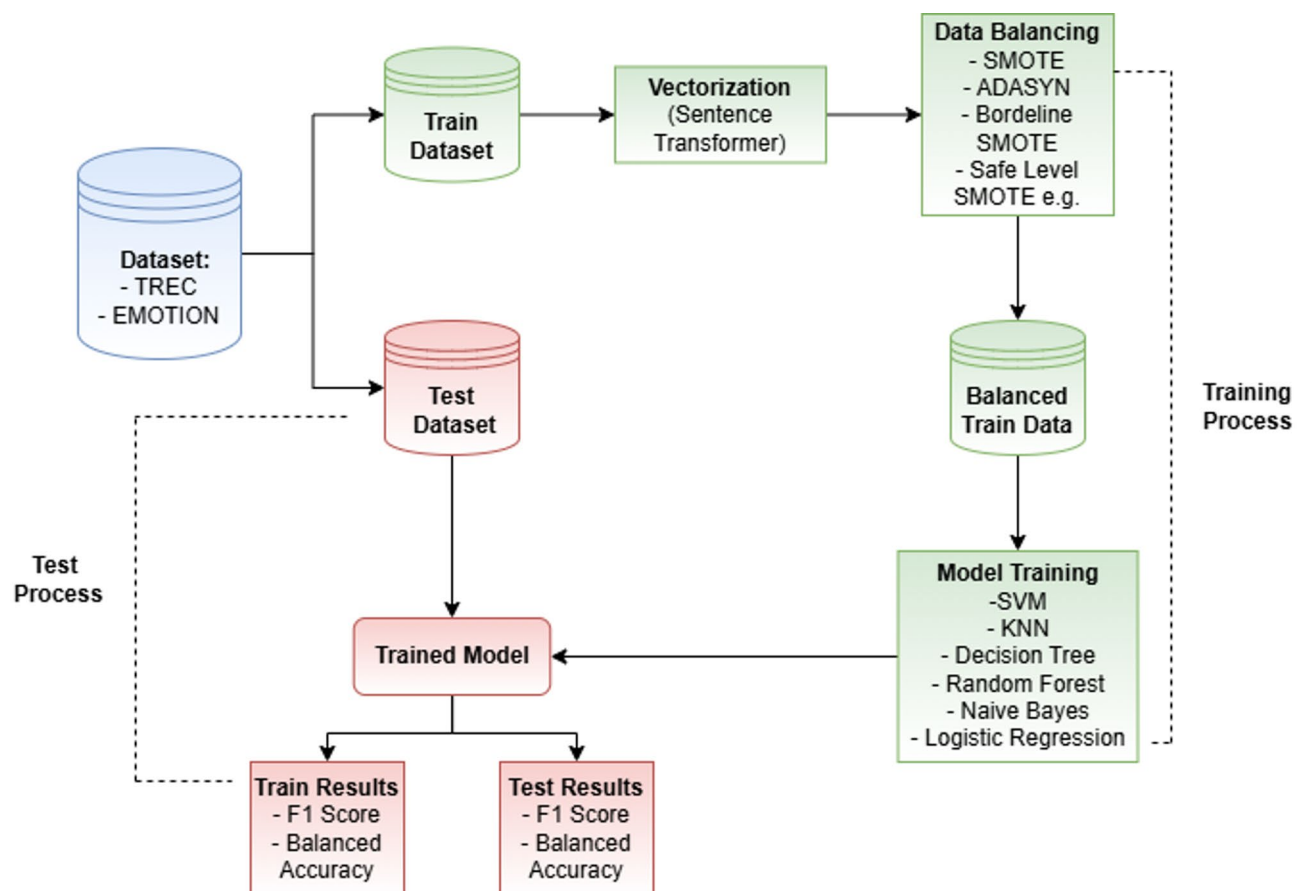 Dataset:
- TREC
- EMOTION
Train
Dataset
Vectorization
(Sentence
Transformer)
Data Balancing
- SMOTE
- ADASYN
- Bordeline
SMOTE
- Safe Level
SMOTE e.g.
Test
Dataset
Balanced
Train Data
Training
Process
Test
Process
Trained Model
Model Training
-SVM
- KNN
- Decision Tree
- Random Forest
- Naive Bayes
- Logistic Regression
Train Results
- F1 Score
- Balanced
Accuracy
Test Results
- F1 Score
- Balanced
Accuracy